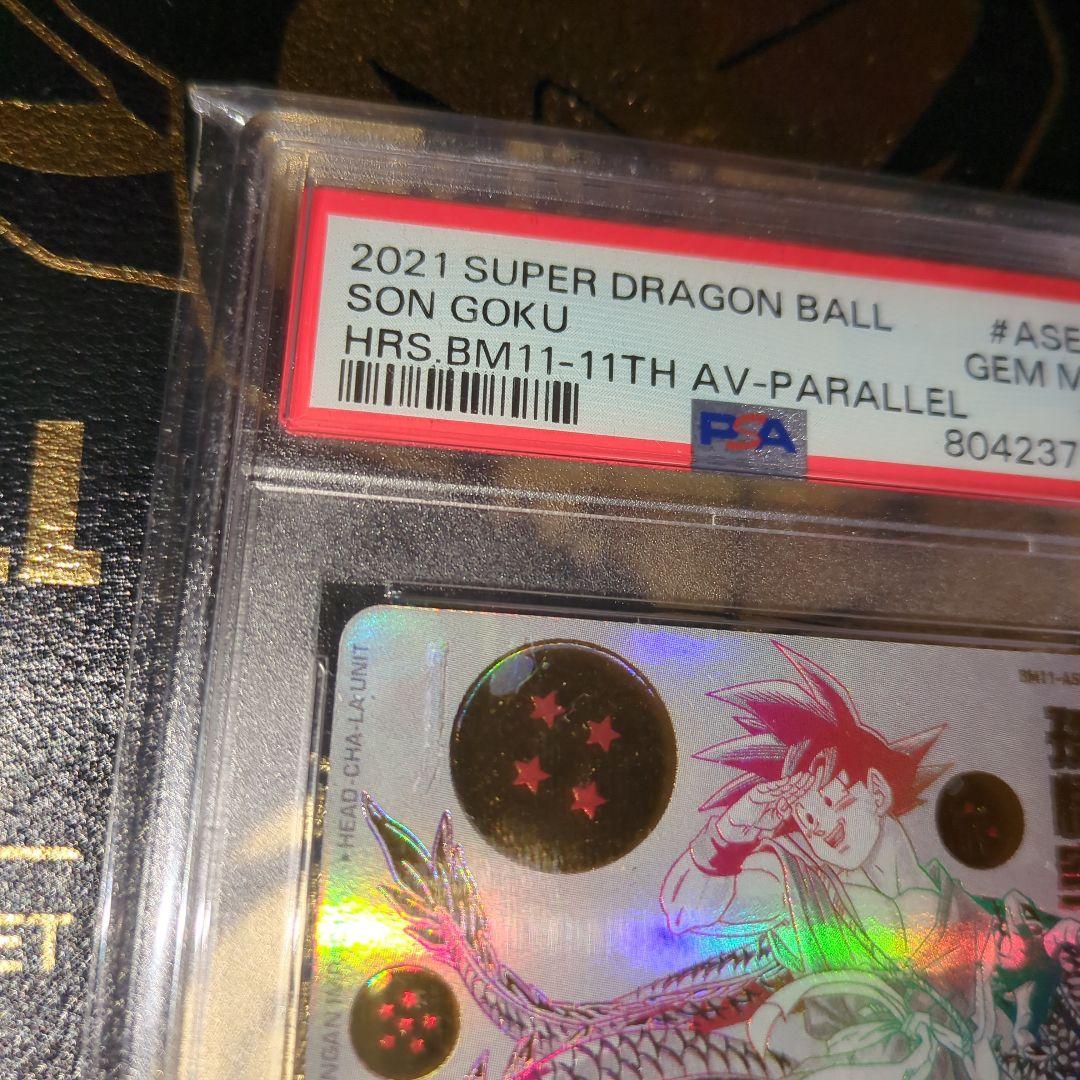 2021 SUPER DRAGON BALL
#ASE
SON GOKU
GEM M
HRS.BM11-11TH AV-PARALLEL
PSA
804237
HEAD-CHA-LA UNIT
BM11-AS
ET